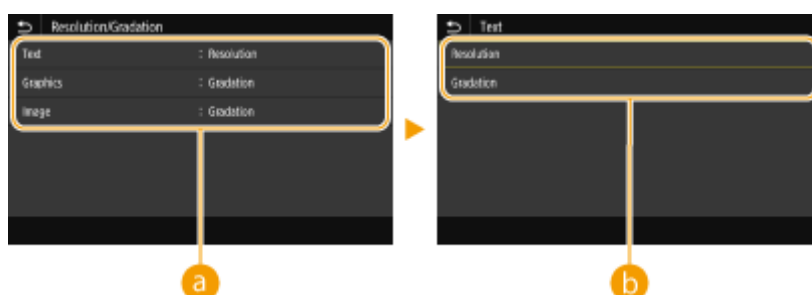 Resolution/Gradation
Text : Resolution
Graphics : Gradation
Image : Gradation
a
Text
Resolution
Gradation
b